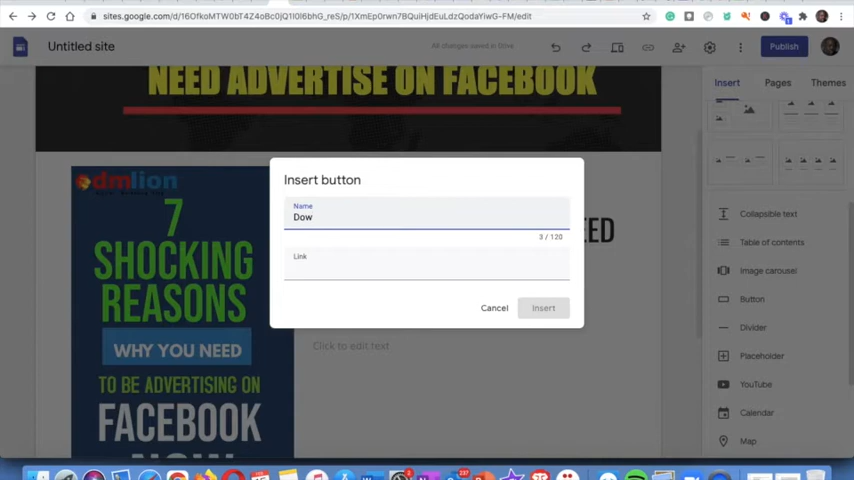 sites.google.com/d/16OfkoMTW0bT4Z4oBc0jQ1I0I6bhG_reS/p/1XmEp0rwn7BQuiHjdEuLdzQodaYiwG-FM/edit
Untitled site
All changes saved in Drive
Publish
NEED ADVERTISE ON FACEBOOK
Insert
Pages
Themes
dmlion
7
SHOCKING
REASONS
WHY YOU NEED
TO BE ADVERTISING ON
FACEBOOK
NOW
EED
Insert button
Name
Dow
3 / 120
Link
Cancel
Insert
Click to edit text
Collapsible text
Table of contents
Image carousel
Button
Divider
Placeholder
YouTube
Calendar
Map